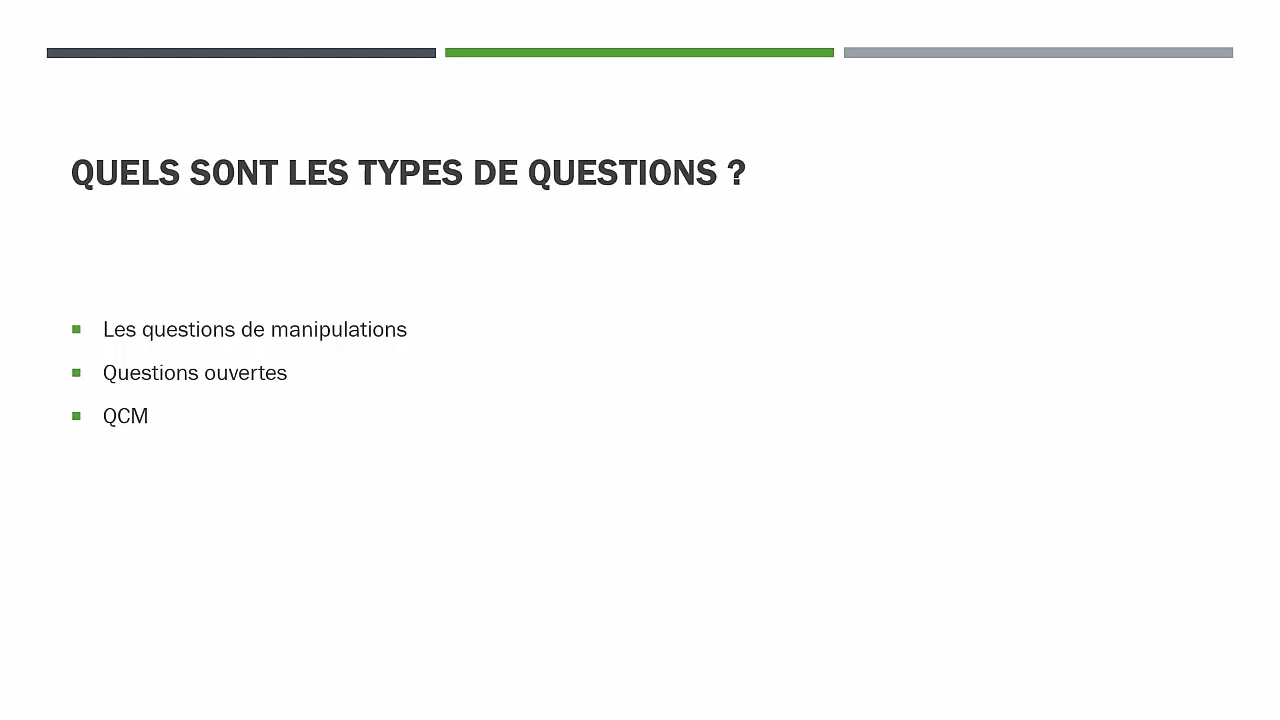 QUELS SONT LES TYPES DE QUESTIONS ?
Les questions de manipulations
Questions ouvertes
QCM